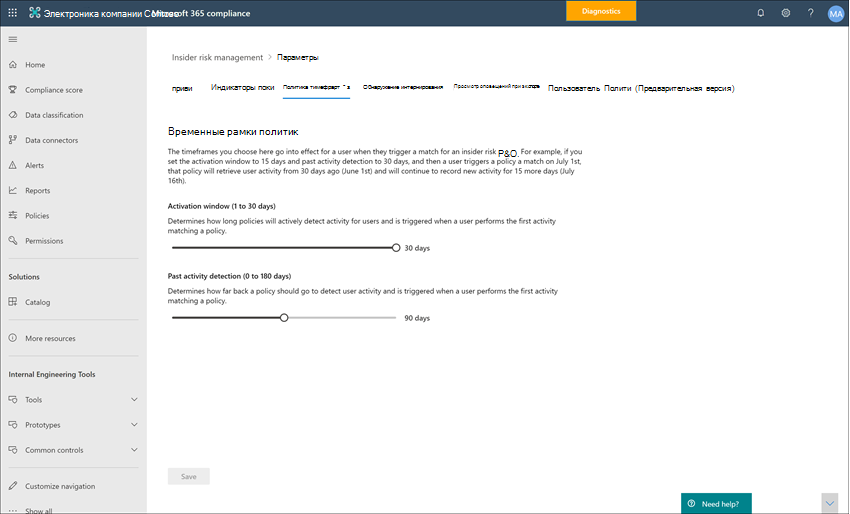 Электроника компании Contoso Microsoft 365 compliance
Diagnostics
?
MA
Insider risk management > Параметры
Home
Compliance score
Data classification
Data connectors
Alerts
Reports
Policies
Permissions
Solutions
Catalog
More resources
Internal Engineering Tools
Tools
Prototypes
Common controls
Customize navigation
Show all
приви
Индикаторы поки
Политика тимефрарт
Обнаружение интернирования
Просмотр оповещений при экспорте
Пользователь Полити (Предварительная версия)
Временные рамки политик
The timeframes you choose here go into effect for a user when they trigger a match for an insider risk P&O. For example, if you
set the activation window to 15 days and past activity detection to 30 days, and then a user triggers a policy a match on July 1st,
that policy will retrieve user activity from 30 days ago (June 1st) and will continue to record new activity for 15 more days (July
16th).
Activation window (1 to 30 days)
Determines how long policies will actively detect activity for users and is triggered when a user performs the first activity
matching a policy.
30 days
Past activity detection (0 to 180 days)
Determines how far back a policy should go to detect user activity and is triggered when a user performs the first activity
matching a policy.
90 days
Save
Need help?